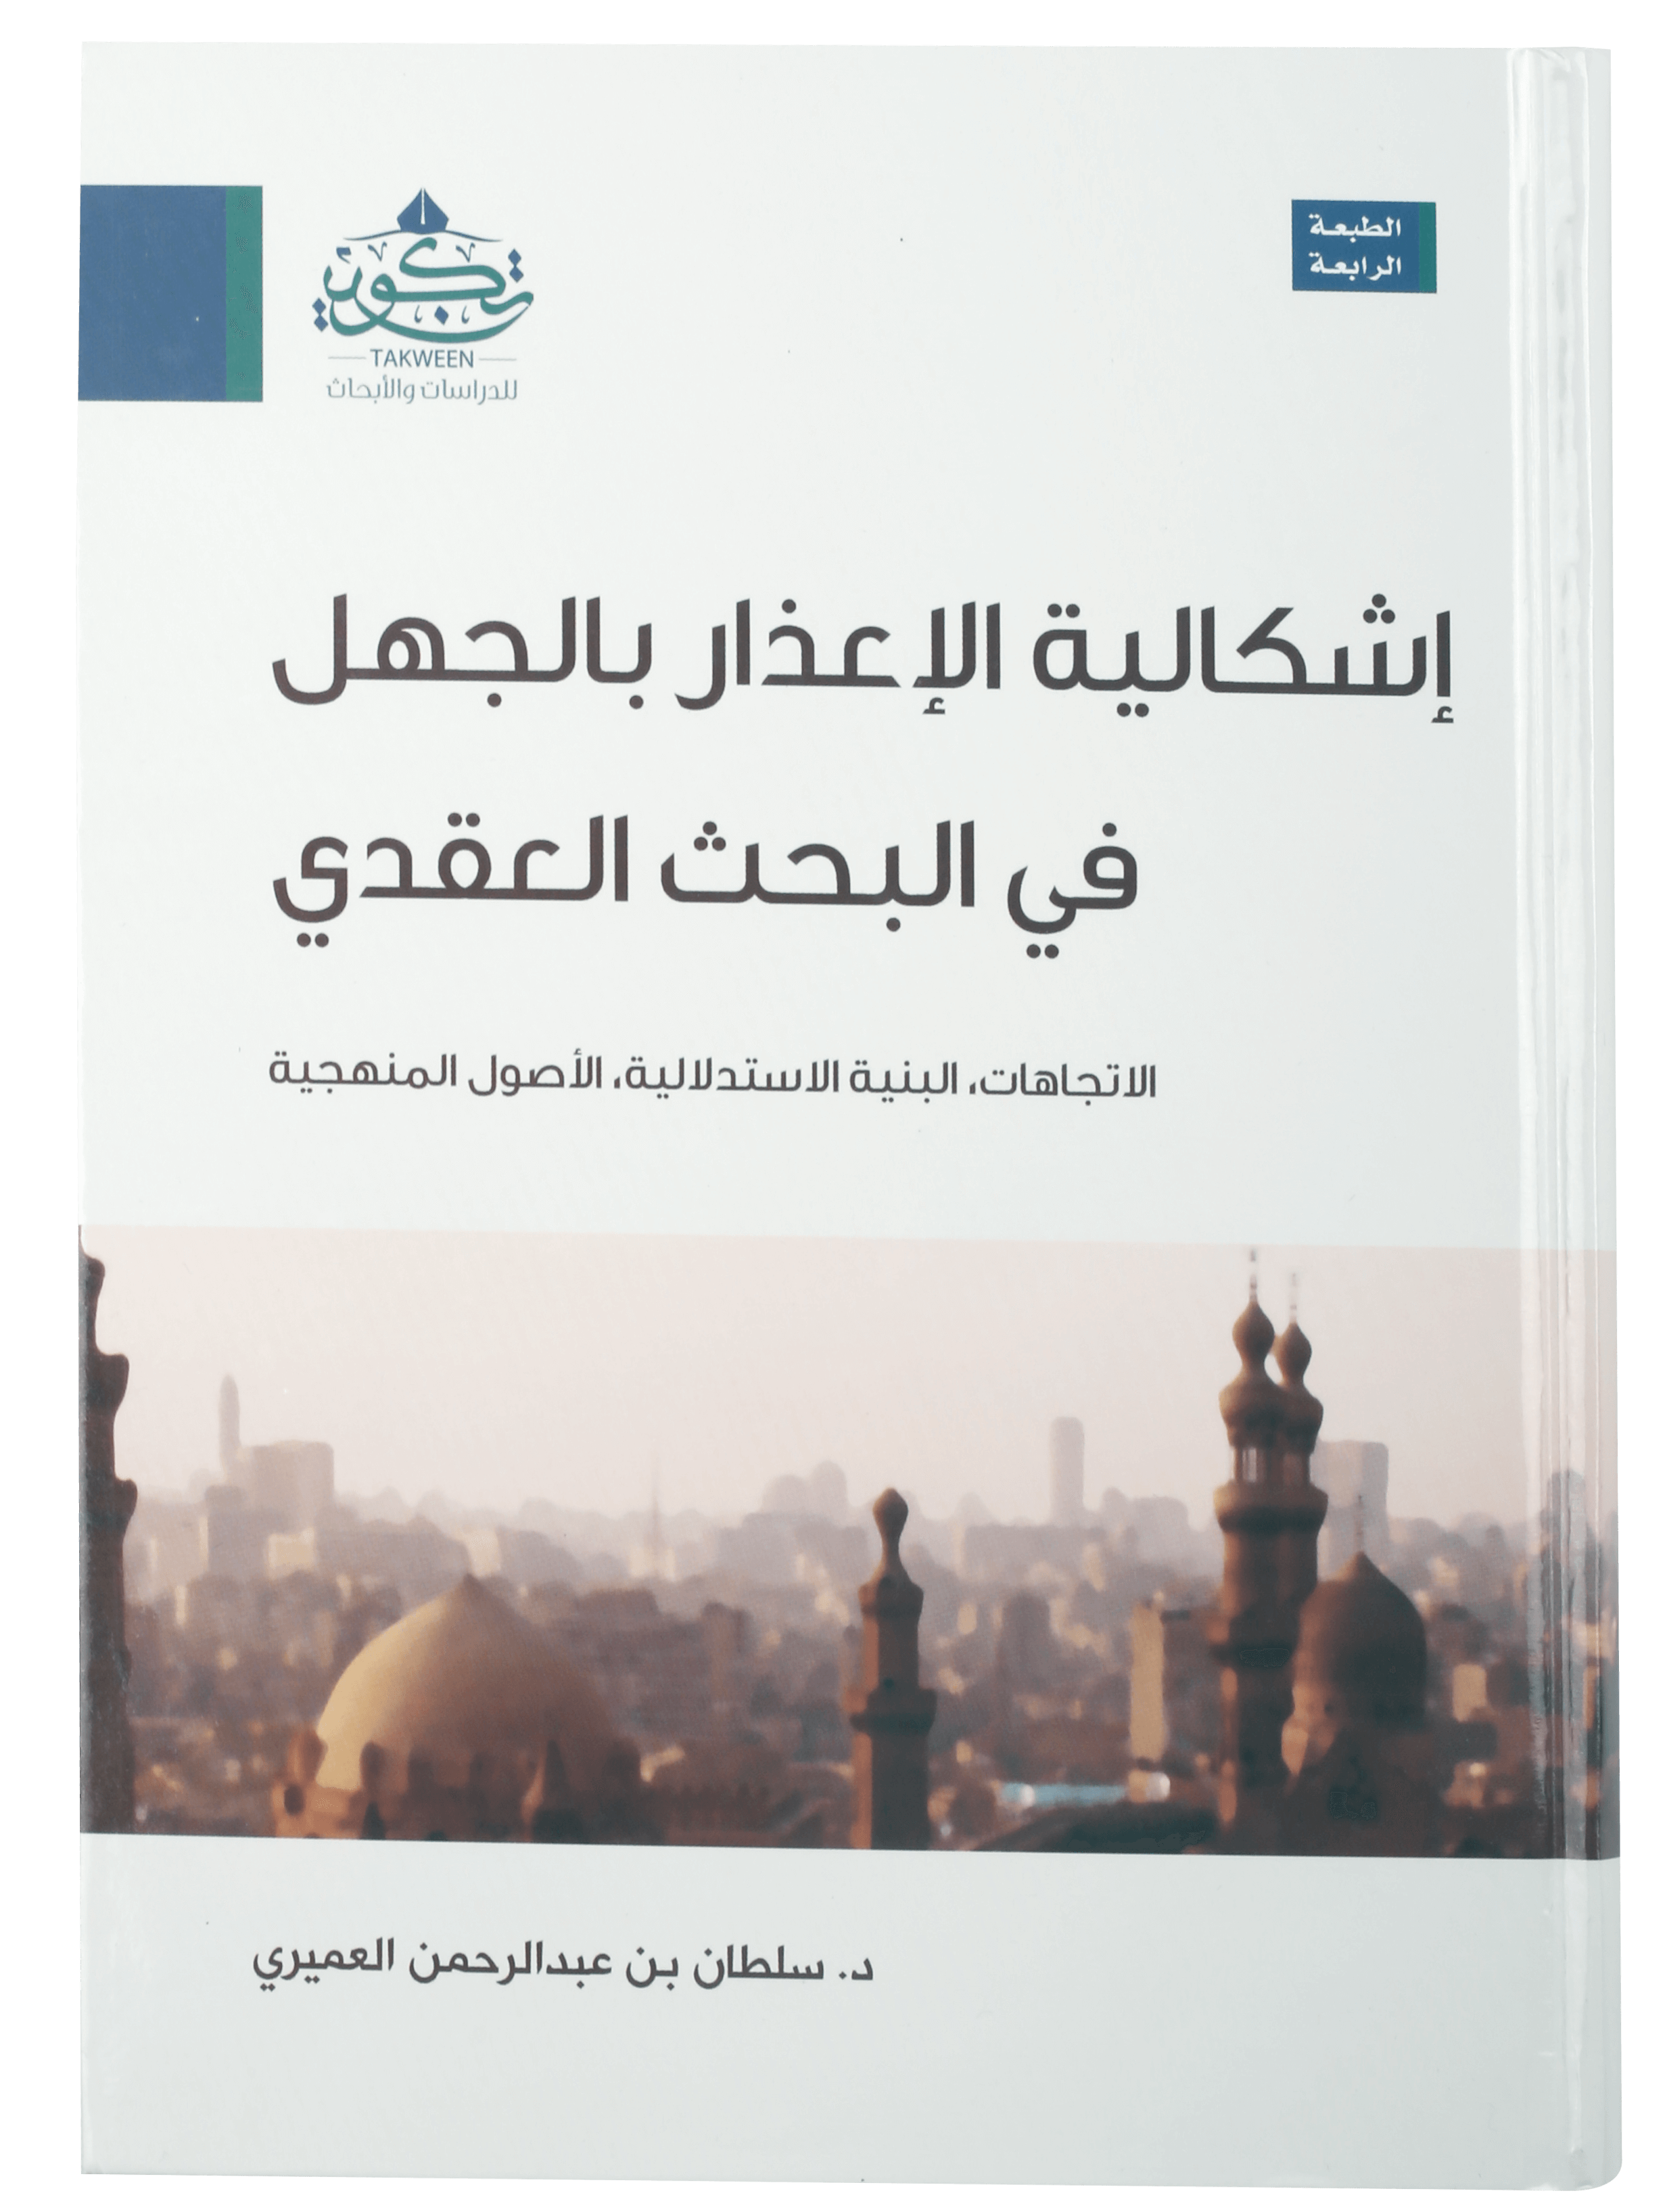 الطبعة
الرابعة
تكوين
TAKWEEN
للدراسات والأبحاث
إشكالية الإعذار بالجهل
في البحث العقدي
الاتجاهات، البنية الاستدلالية، الأصول المنهجية
د. سلطان بن عبدالرحمن العميري